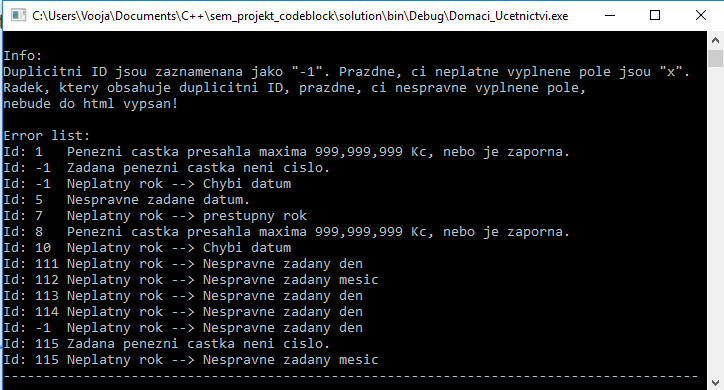 C:\Users\Vooja\Documents\C++\sem_projekt_codeblock\solution\bin\Debug\Domaci_Ucetnictvi.exe
Info:
Duplicitni ID jsou zaznamenana jako "-1". Prazdne, ci neplatne vyplnene pole jsou "x".
Radek, ktery obsahuje duplicitni ID, prazdne, ci nespravne vyplnene pole,
nebude do html vypsan!
Error list:
Id: 1   Penezni castka presahla maxima 999,999,999 Kc, nebo je zaporna.
Id: -1  Zadana penezni castka neni cislo.
Id: -1  Neplatny rok --> Chybi datum
Id: 5   Nespravne zadane datum.
Id: 7   Neplatny rok --> prestupny rok
Id: 8   Penezni castka presahla maxima 999,999,999 Kc, nebo je zaporna.
Id: 10  Neplatny rok --> Chybi datum
Id: 111 Neplatny rok --> Nespravne zadany den
Id: 112 Neplatny rok --> Nespravne zadany mesic
Id: 113 Neplatny rok --> Nespravne zadany den
Id: 114 Neplatny rok --> Nespravne zadany den
Id: -1  Neplatny rok --> Nespravne zadany den
Id: 115 Zadana penezni castka neni cislo.
Id: 115 Neplatny rok --> Nespravne zadany mesic
---------------------------------------------------------------------------------------